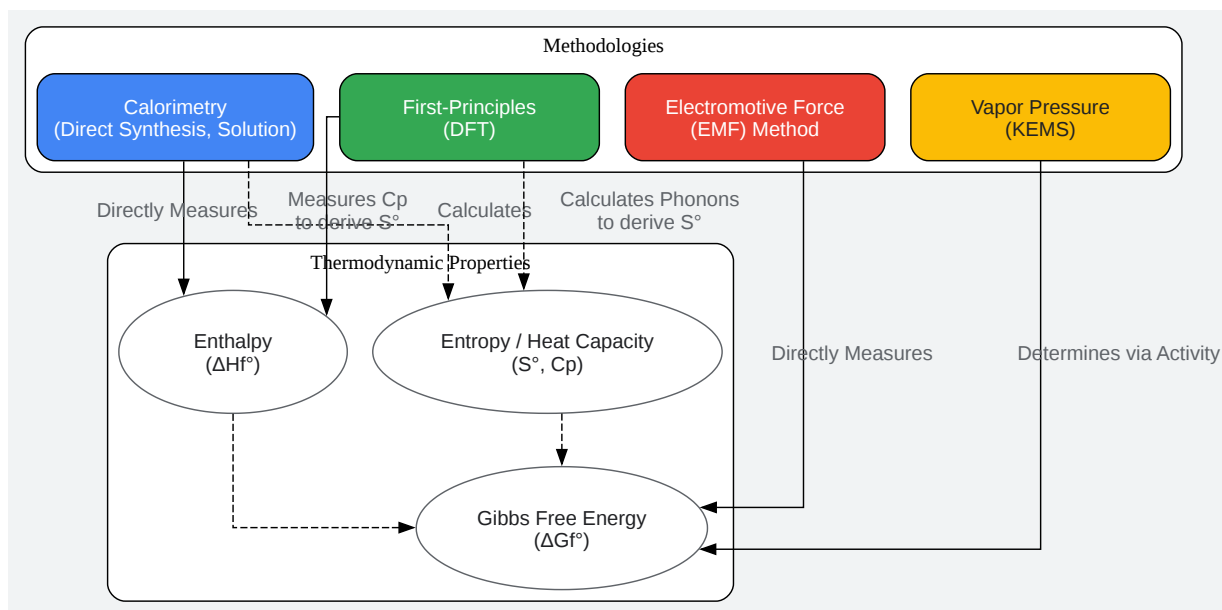 Methodologies
Calorimetry
(Direct Synthesis, Solution)
First-Principles
(DFT)
Electromotive Force
(EMF) Method
Vapor Pressure
(KEMS)
Directly Measures
Measures Cp
to derive S°
Calculates
Calculates Phonons
to derive S°
Thermodynamic Properties
Enthalpy
(ΔHf°)
Entropy / Heat Capacity
(S°, Cp)
Directly Measures
Determines via Activity
Gibbs Free Energy
(ΔGf°)